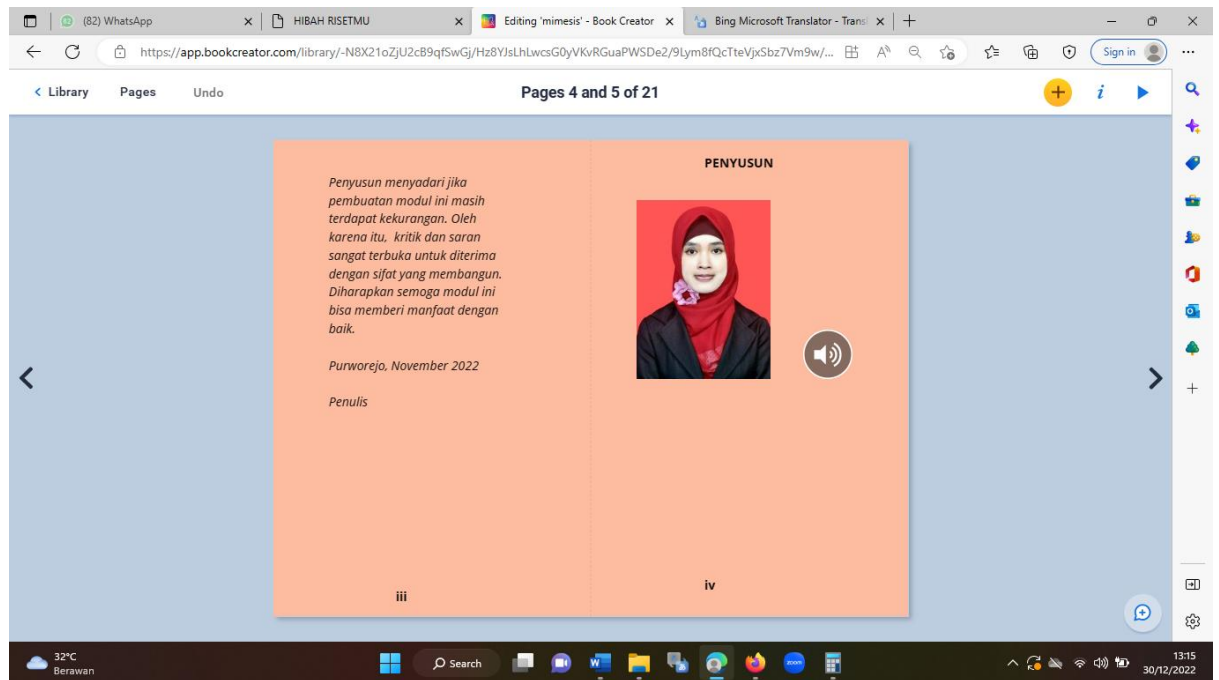 (82) WhatsApp
HIBAH RISETMU
Editing 'mimesis' - Book Creator
Bing Microsoft Translator - Trans
https://app.bookcreator.com/library/-N8X21oZjU2cB9qfSwGj/Hz8YJsLhLwcsG0yVKvRGuaPWSDe2/9Lym8fQcTteVjxSbz7Vm9w/...
Sign in
Library
Pages
Undo
Pages 4 and 5 of 21
Penyusun menyadari jika
pembuatan modul ini masih
terdapat kekurangan. Oleh
karena itu, kritik dan saran
sangat terbuka untuk diterima
dengan sifat yang membangun.
Diharapkan semoga modul ini
bisa memberi manfaat dengan
baik.
Purworejo, November 2022
Penulis
iii
PENYUSUN
iv
32°C
Berawan
Search
zoom
13:15
30/12/2022